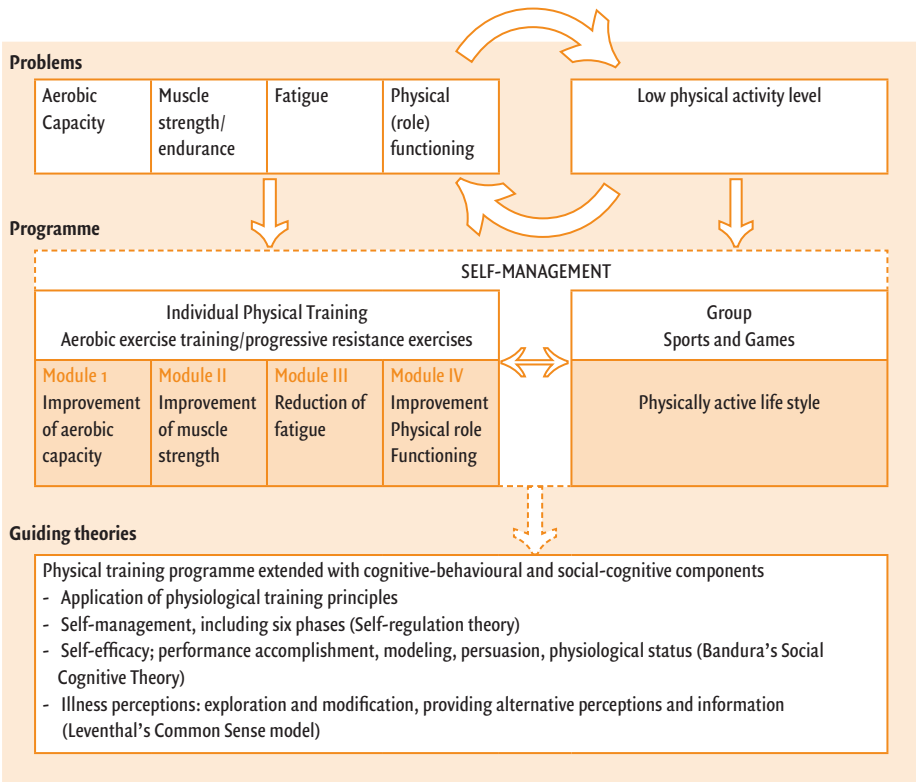 Problems
Aerobic
Capacity
Muscle
strength/
endurance
Fatigue
Physical
(role)
functioning
Low physical activity level
Programme
SELF-MANAGEMENT
Individual Physical Training
Aerobic exercise training/progressive resistance exercises
Group
Sports and Games
Module 1
Improvement
of aerobic
capacity
Module II
Improvement
of muscle
strength
Module III
Reduction of
fatigue
Module IV
Improvement
Physical role
Functioning
Physically active life style
Guiding theories
Physical training programme extended with cognitive-behavioural and social-cognitive components
- Application of physiological training principles
- Self-management, including six phases (Self-regulation theory)
- Self-efficacy; performance accomplishment, modeling, persuasion, physiological status (Bandura's Social
Cognitive Theory)
- Illness perceptions: exploration and modification, providing alternative perceptions and information
(Leventhal's Common Sense model)